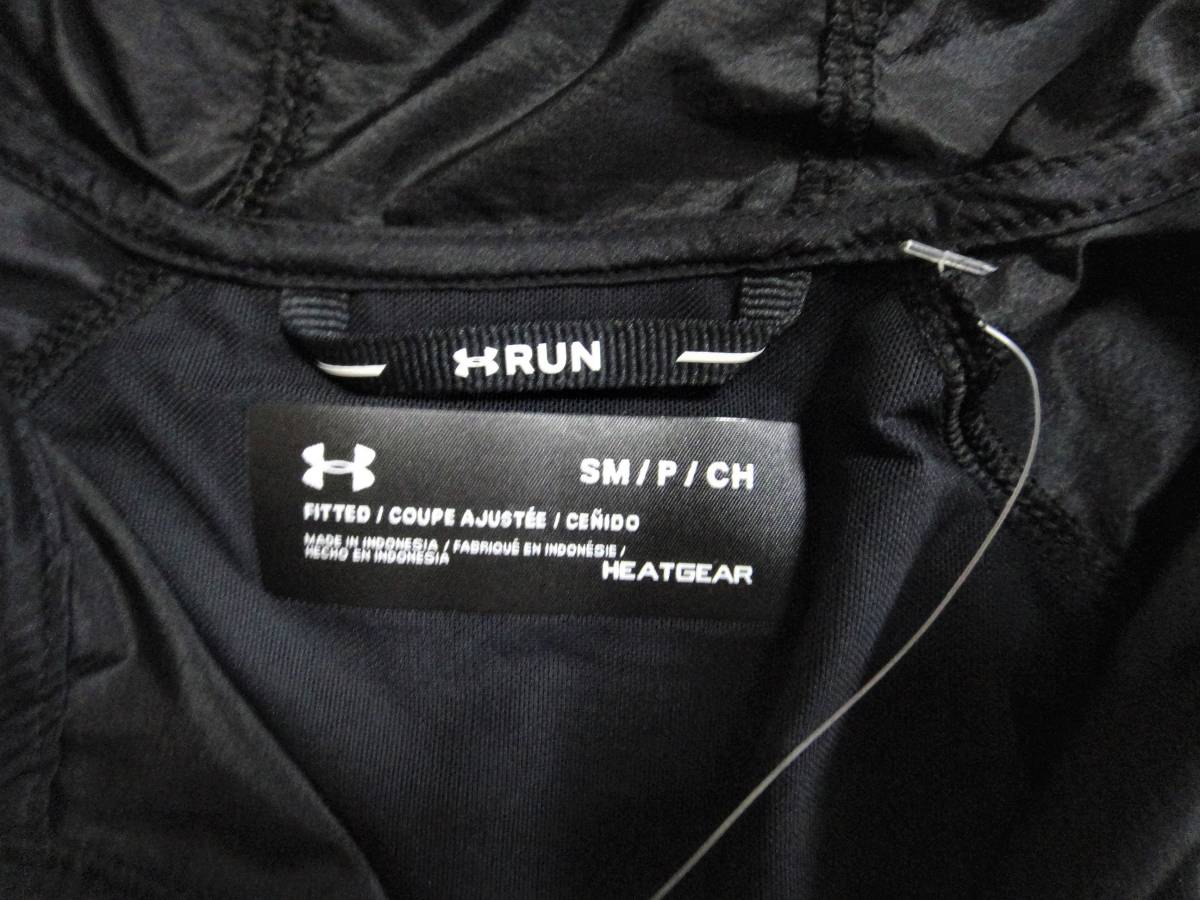 RUN
SM / P / CH
FITTED / COUPE AJUSTÉE / CEÑIDO
MADE IN INDONESIA / FABRIQUÉ EN INDONÉSIE /
HECHO EN INDONESIA
HEATGEAR